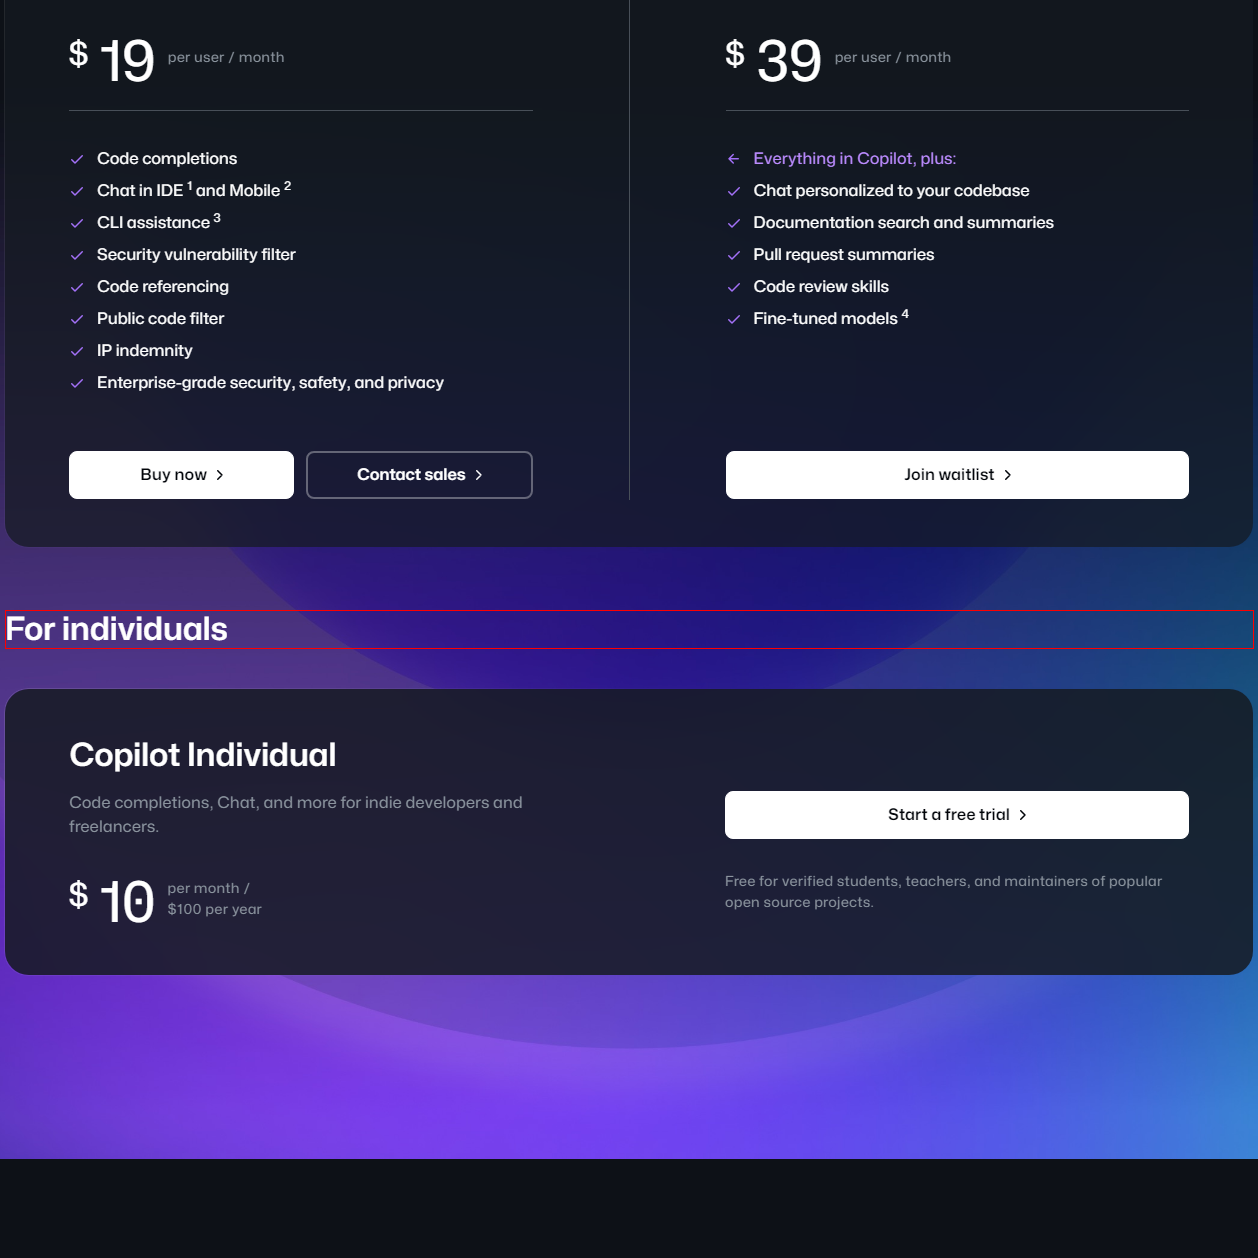 $ 19 per user / month
Code completions
Chat in IDE 1 and Mobile 2
CLI assistance 3
Security vulnerability filter
Code referencing
Public code filter
IP indemnity
Enterprise-grade security, safety, and privacy
Buy now
Contact sales
$ 39 per user / month
Everything in Copilot, plus:
Chat personalized to your codebase
Documentation search and summaries
Pull request summaries
Code review skills
Fine-tuned models 4
Join waitlist
For individuals
Copilot Individual
Code completions, Chat, and more for indie developers and
freelancers.
$ 10 per month /
$100 per year
Start a free trial
Free for verified students, teachers, and maintainers of popular
open source projects.